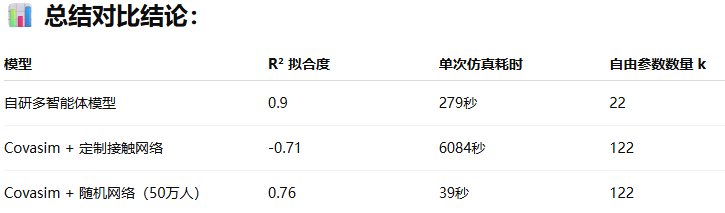 总结对比结论：
模型 R² 拟合度 单次仿真耗时 自由参数数量 k
自研多智能体模型 0.9 279秒 22
Covasim + 定制接触网络 -0.71 6084秒 122
Covasim + 随机网络（50万人） 0.76 39秒 122